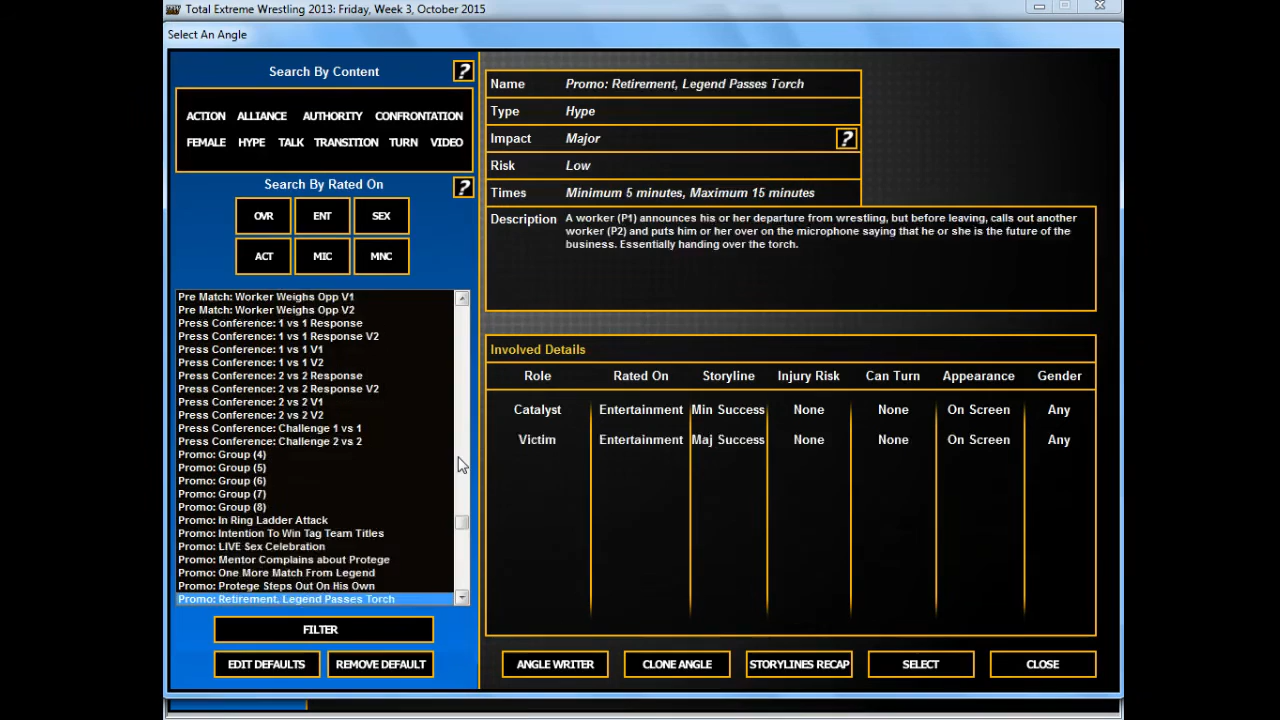 Total Extreme Wrestling 2013: Friday, Week 3, October 2015
Select An Angle
Search By Content
?
ACTION ALLIANCE AUTHORITY CONFRONTATION
FEMALE HYPE TALK TRANSITION TURN VIDEO
Search By Rated On
?
OVR ENT SEX
ACT MIC MNC
Pre Match: Worker Weighs Opp V1
Pre Match: Worker Weighs Opp V2
Press Conference: 1 vs 1 Response
Press Conference: 1 vs 1 Response V2
Press Conference: 1 vs 1 V1
Press Conference: 1 vs 1 V2
Press Conference: 2 vs 2 Response
Press Conference: 2 vs 2 Response V2
Press Conference: 2 vs 2 V1
Press Conference: 2 vs 2 V2
Press Conference: Challenge 1 vs 1
Press Conference: Challenge 2 vs 2
Promo: Group (4)
Promo: Group (5)
Promo: Group (6)
Promo: Group (7)
Promo: Group (8)
Promo: In Ring Ladder Attack
Promo: Intention To Win Tag Team Titles
Promo: LIVE Sex Celebration
Promo: Mentor Complains about Protege
Promo: One More Match From Legend
Promo: Protege Steps Out On His Own
Promo: Retirement, Legend Passes Torch
FILTER
EDIT DEFAULTS REMOVE DEFAULT
Name Promo: Retirement, Legend Passes Torch
Type Hype
Impact Major ?
Risk Low
Times Minimum 5 minutes, Maximum 15 minutes
Description A worker (P1) announces his or her departure from wrestling, but before leaving, calls out another
worker (P2) and puts him or her over on the microphone saying that he or she is the future of the
business. Essentially handing over the torch.
Involved Details
Role Rated On Storyline Injury Risk Can Turn Appearance Gender
Catalyst Entertainment Min Success None None On Screen Any
Victim Entertainment Maj Success None None On Screen Any
ANGLE WRITER CLONE ANGLE STORYLINES RECAP SELECT CLOSE